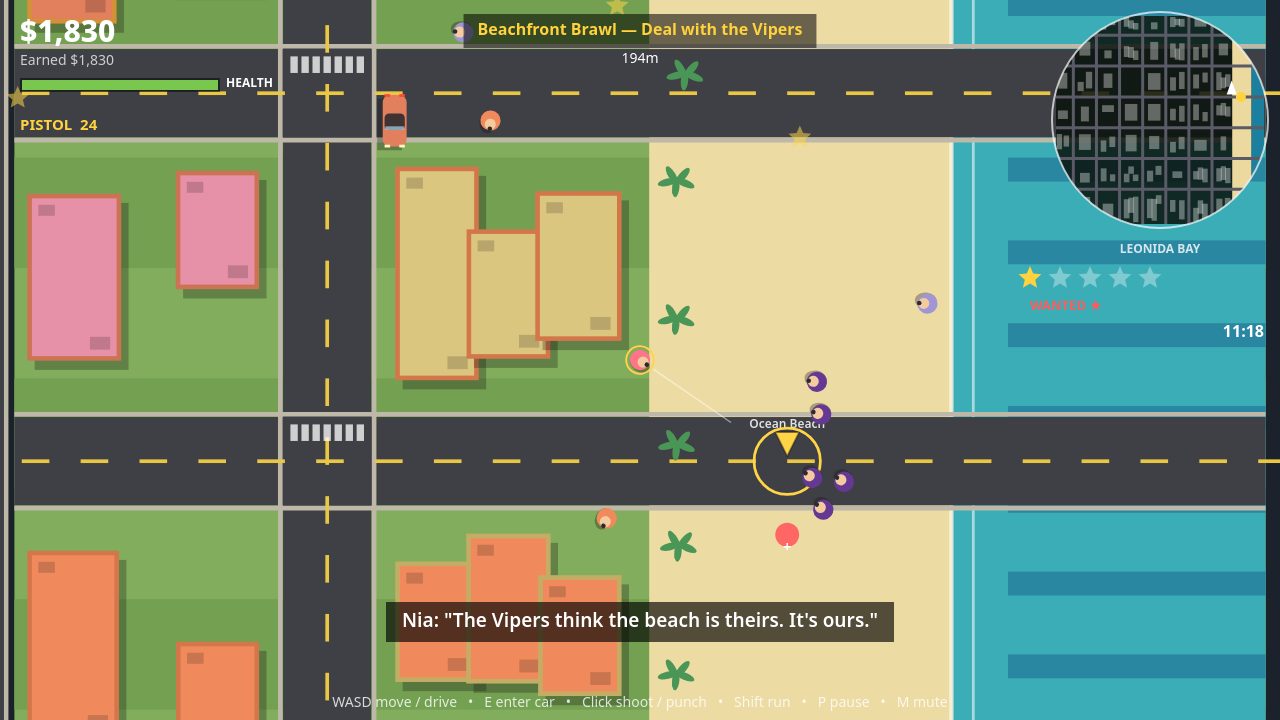 $1,830
Earned $1,830
HEALTH
PISTOL 24
Beachfront Brawl — Deal with the Vipers
194m
LEONIDA BAY
WANTED ★
11:18
Ocean Beach
Nia: "The Vipers think the beach is theirs. It's ours."
WASD move / drive • E enter car • Click shoot / punch • Shift run • P pause • M mute